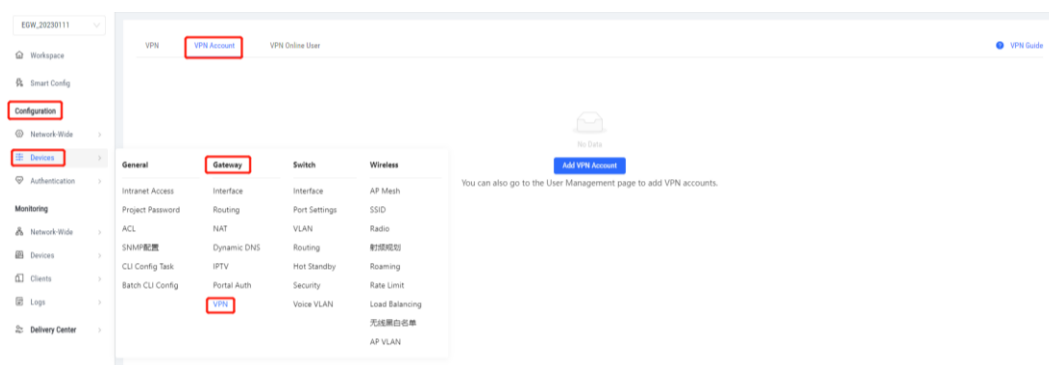 EGW_20230111
Workspace
Smart Config
Configuration
Network-Wide
Devices
Authentication
Monitoring
Network-Wide
Devices
Clients
Logs
Delivery Center
VPN
VPN Account
VPN Online User
VPN Guide
No Data
Add VPN Account
You can also go to the User Management page to add VPN accounts.
General
Intranet Access
Project Password
ACL
SNMP配置
CLI Config Task
Batch CLI Config
Gateway
Interface
Routing
NAT
Dynamic DNS
IPTV
Portal Auth
VPN
Switch
Interface
Port Settings
VLAN
Routing
Hot Standby
Security
Voice VLAN
Wireless
AP Mesh
SSID
Radio
射频规划
Roaming
Rate Limit
Load Balancing
无线黑白名单
AP VLAN